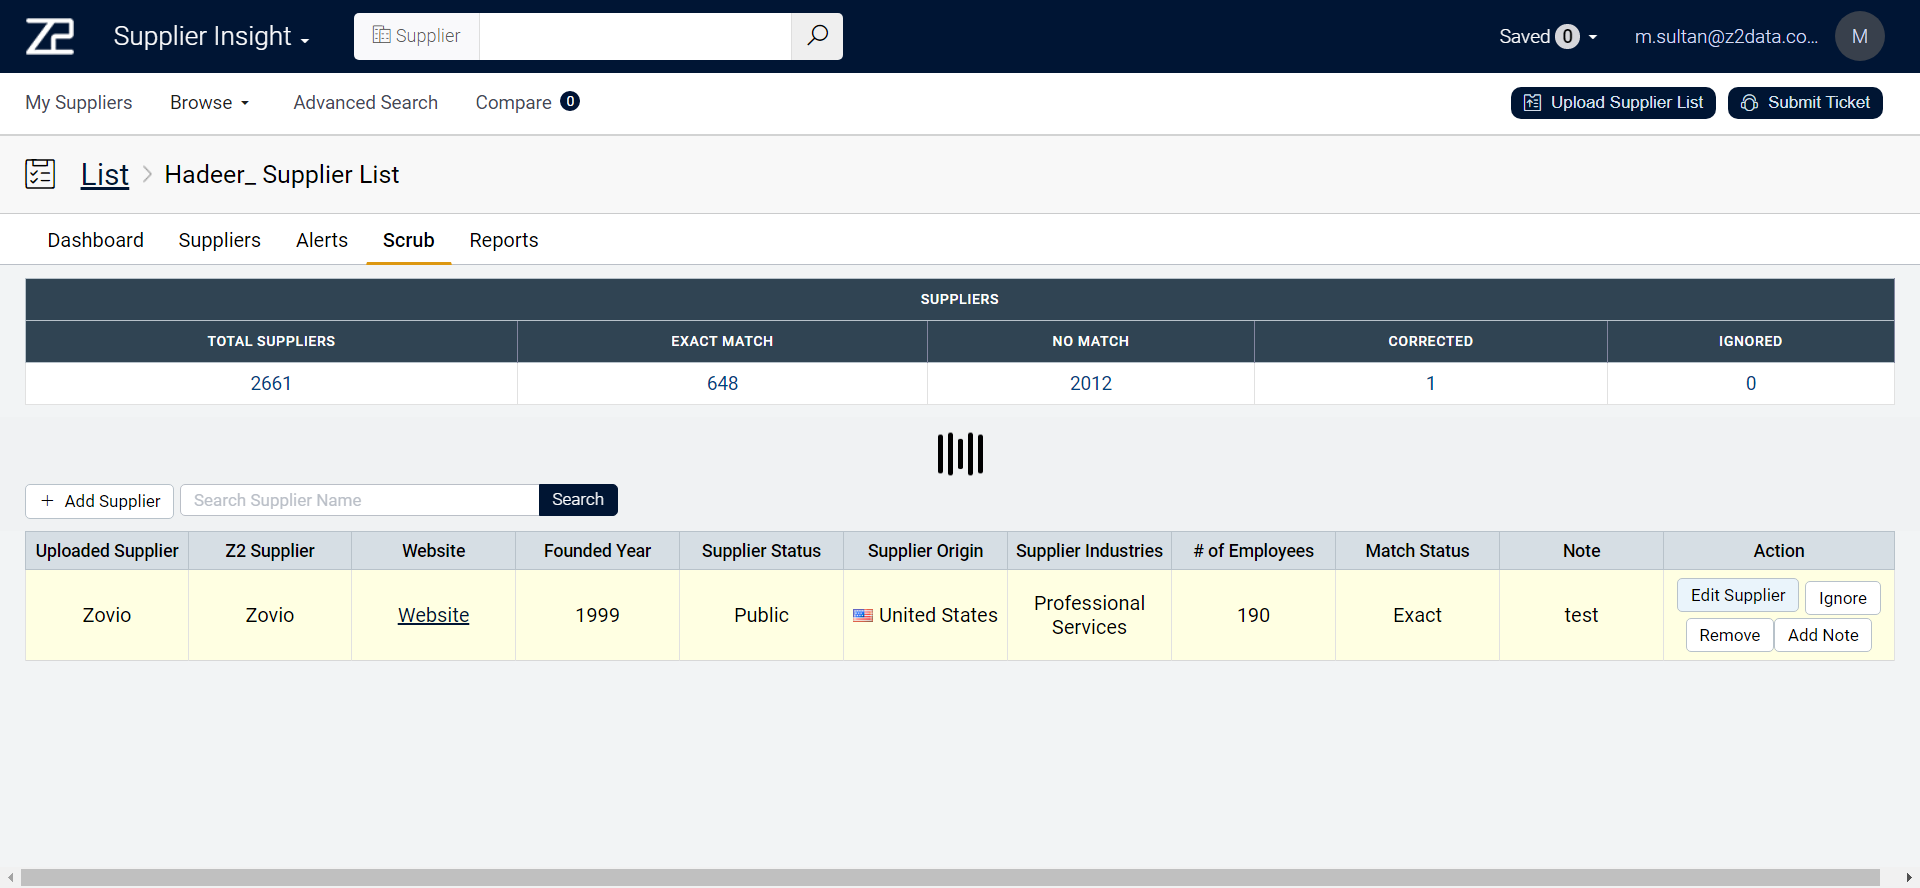 Z2 Supplier Insight Supplier Saved 0 m.sultan@z2data.co... M
My Suppliers Browse Advanced Search Compare 0 Upload Supplier List Submit Ticket
List > Hadeer_ Supplier List
Dashboard Suppliers Alerts Scrub Reports
SUPPLIERS
TOTAL SUPPLIERS EXACT MATCH NO MATCH CORRECTED IGNORED
2661 648 2012 1 0
+ Add Supplier Search Supplier Name Search
Uploaded Supplier Z2 Supplier Website Founded Year Supplier Status Supplier Origin Supplier Industries # of Employees Match Status Note Action
Zovio Zovio Website 1999 Public United States Professional Services 190 Exact test Edit Supplier Ignore
Remove Add Note